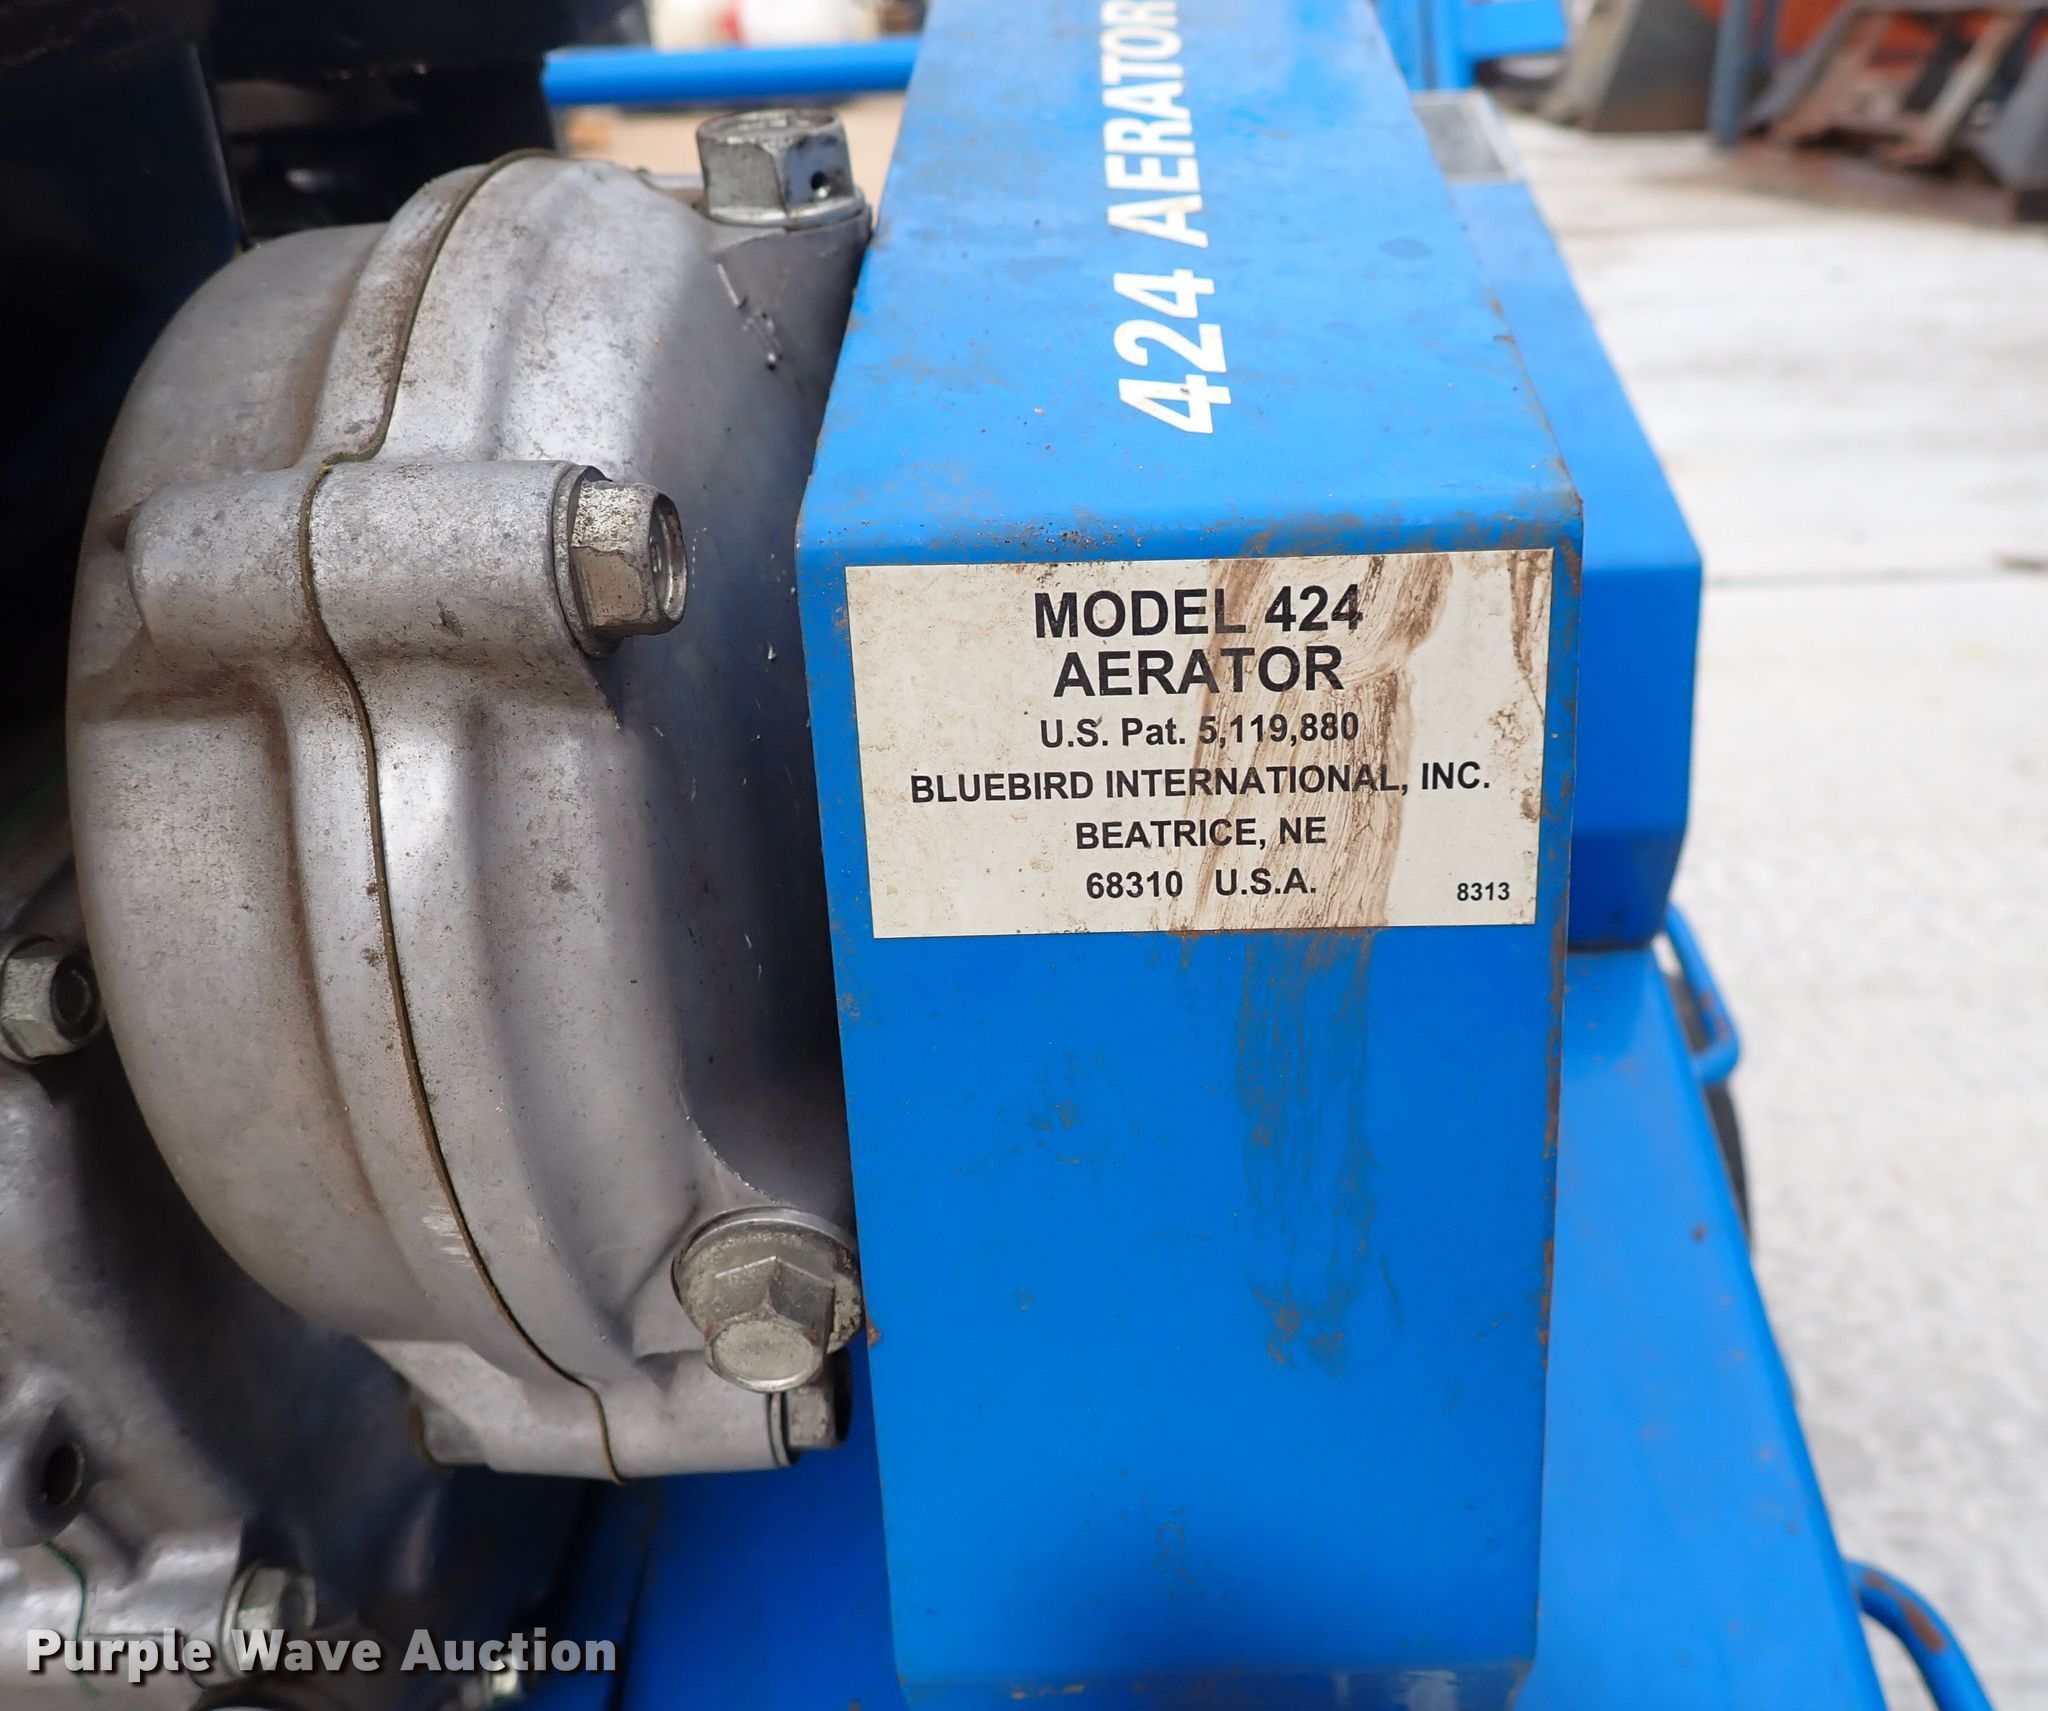 424 AERATOR
MODEL 424
AERATOR
U.S. Pat. 5,119,880
BLUEBIRD INTERNATIONAL, INC.
BEATRICE, NE
68310 U.S.A.
8313
Purple Wave Auction